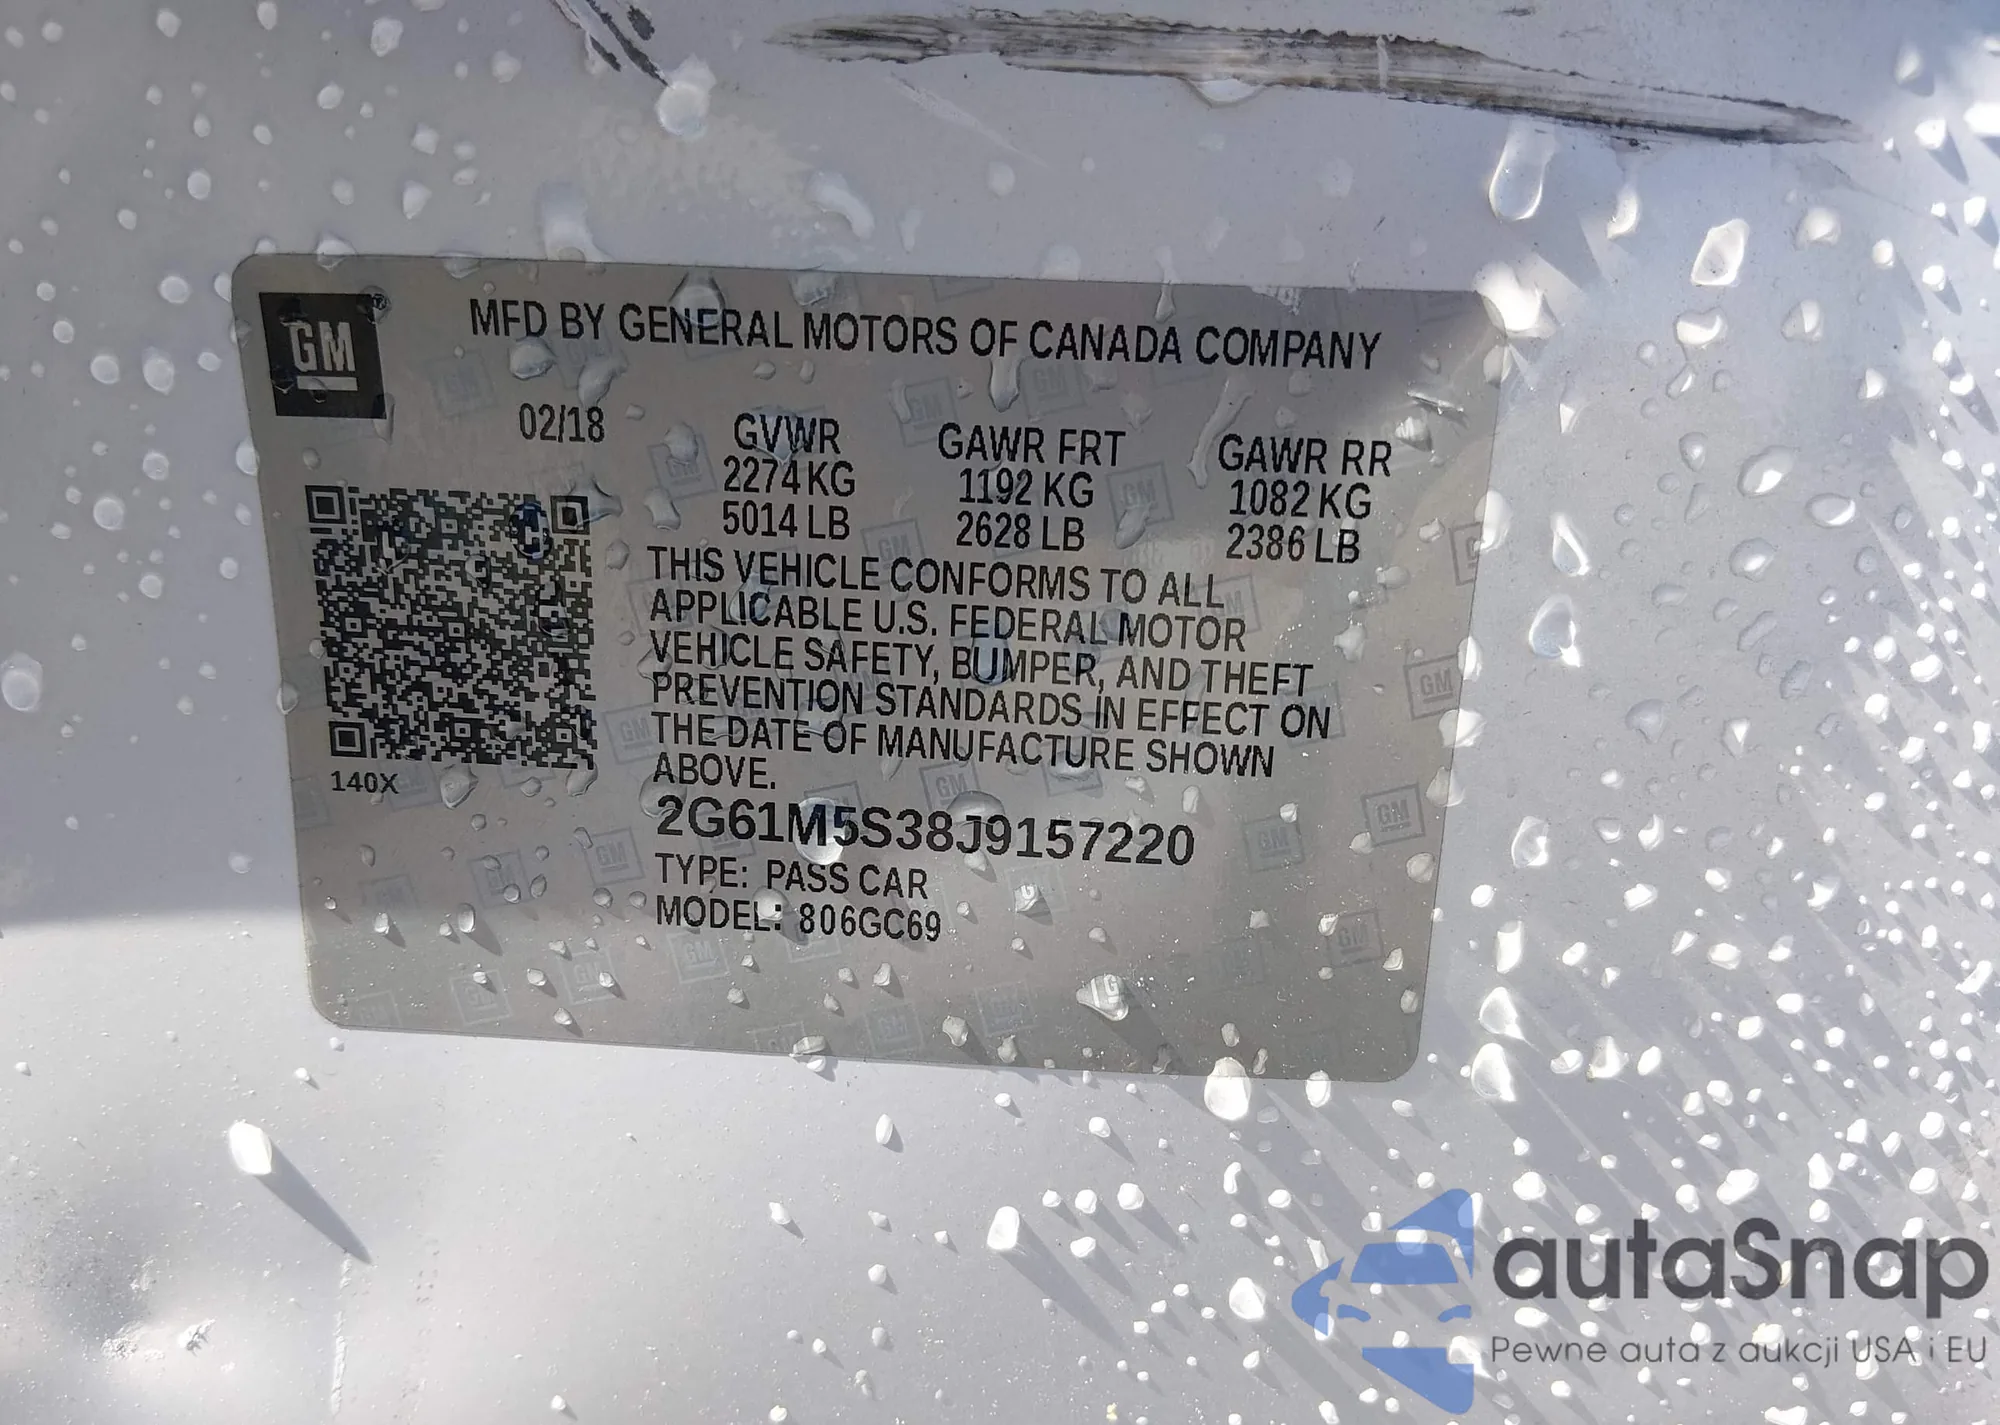 GM
MFD BY GENERAL MOTORS OF CANADA COMPANY
02/18
GVWR GAWR FRT GAWR RR
2274 KG 1192 KG 1082 KG
5014 LB 2628 LB 2386 LB
THIS VEHICLE CONFORMS TO ALL
APPLICABLE U.S. FEDERAL MOTOR
VEHICLE SAFETY, BUMPER, AND THEFT
PREVENTION STANDARDS IN EFFECT ON
THE DATE OF MANUFACTURE SHOWN
ABOVE.
140X
2G61M5S38J9157220
TYPE: PASS CAR
MODEL: 806GC69
autaSnap
Pewne auta z aukcji USA i EU